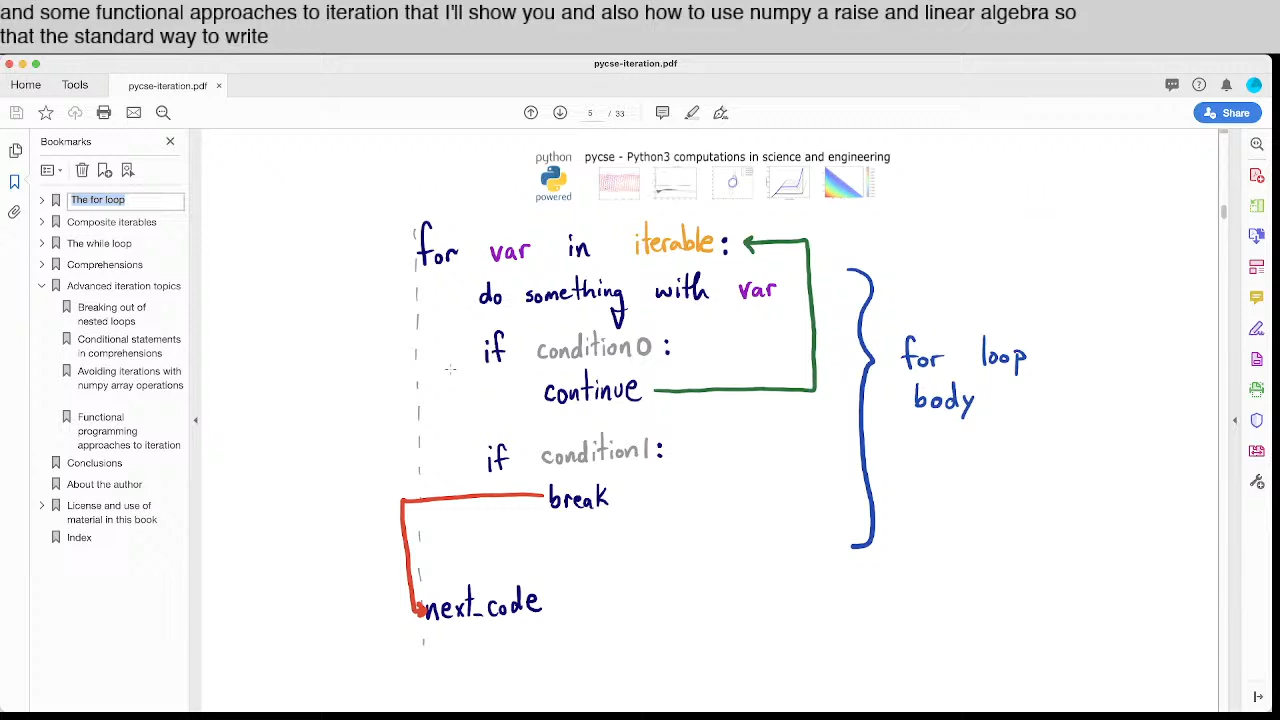 and some functional approaches to iteration that I'll show you and also how to use numpy a raise and linear algebra so
that the standard way to write
pycse-iteration.pdf
Home Tools pycse-iteration.pdf ×
5 / 33 Share
Bookmarks
The for loop
Composite iterables
The while loop
Comprehensions
Advanced iteration topics
Breaking out of
nested loops
Conditional statements
in comprehensions
Avoiding iterations with
numpy array operations
Functional
programming
approaches to iteration
Conclusions
About the author
License and use of
material in this book
Index
python
powered
pycse - Python3 computations in science and engineering
for var in iterable:
do something with var
if condition0:
continue
if condition1:
break
next_code
for loop
body